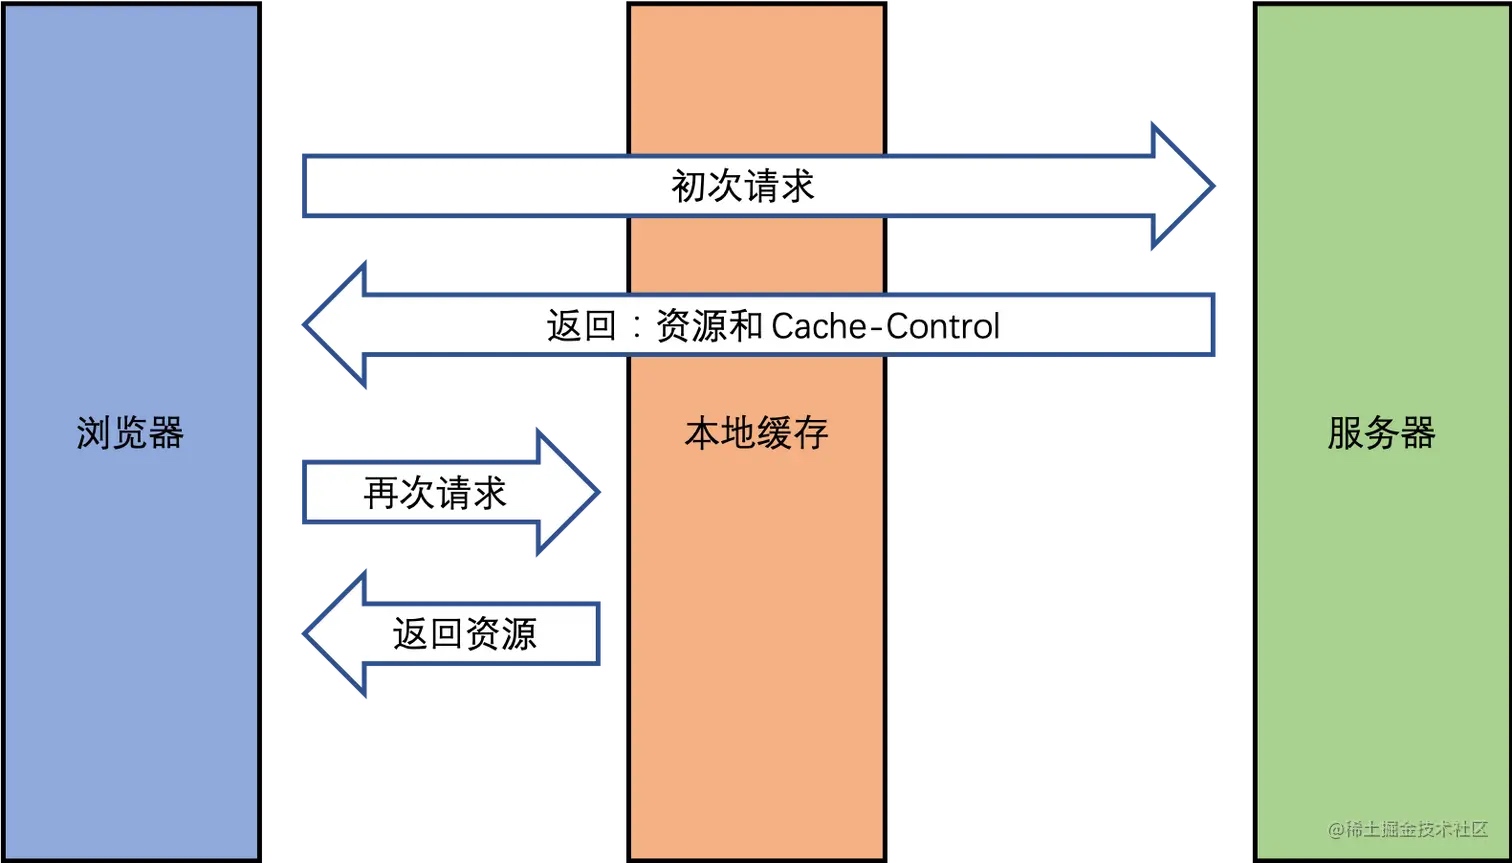 初次请求
返回：资源和 Cache-Control
浏览器
本地缓存
服务器
再次请求
返回资源
@稀土掘金技术社区